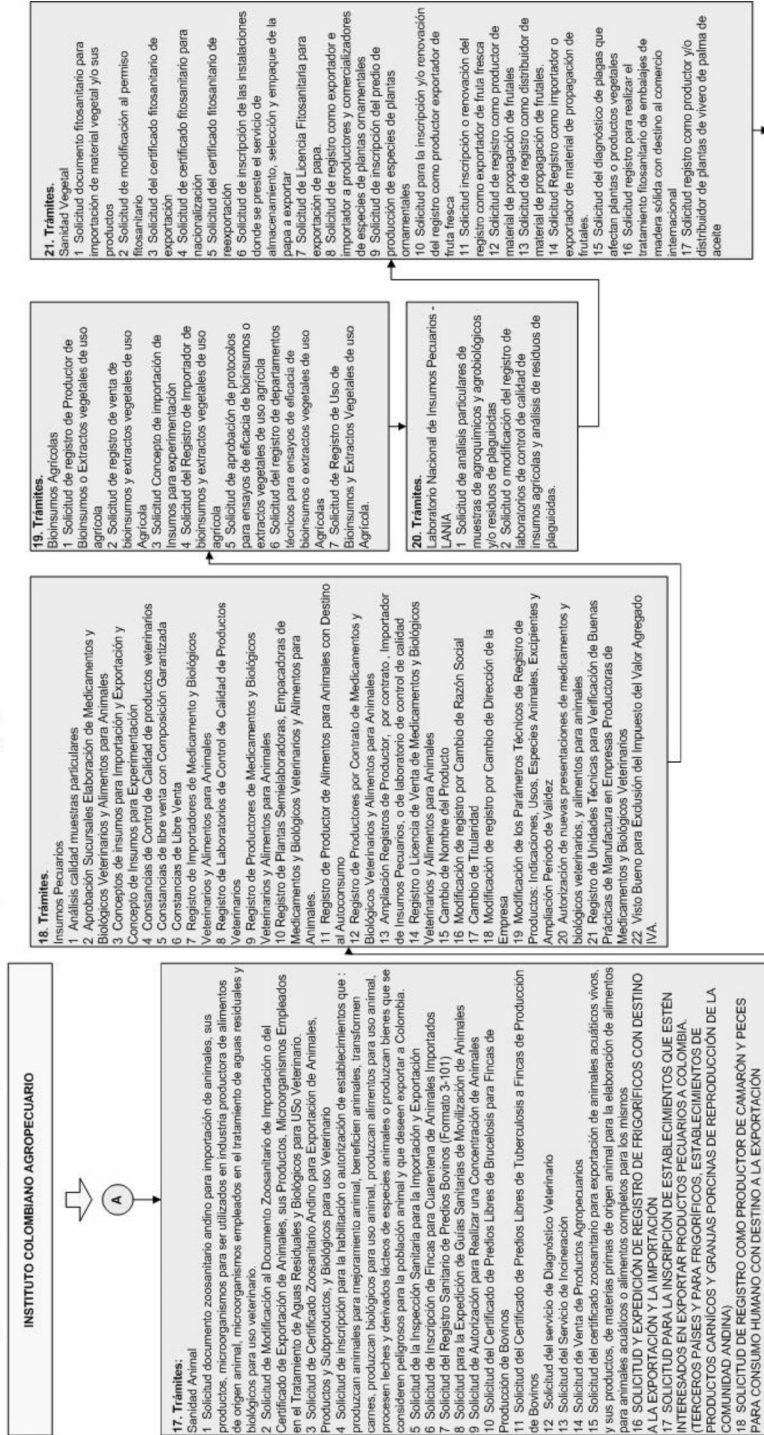 INSTITUTO COLOMBIANO AGROPECUARIO
A
17. Trámites:
Sanidad Animal
1 Solicitud documento zoosanitario andino para importación de animales, sus
productos, microorganismos para ser utilizados en industria productora de alimentos
de origen animal, microorganismos empleados en el tratamiento de aguas residuales y
biológicos para uso veterinario.
2 Solicitud de Modificación al Documento Zoosanitario de Importación o del
Certificado de Exportación de Animales, sus Productos, Microorganismos Empleados
en el Tratamiento de Aguas Residuales y Biológicos para USo Veterinario.
3 Solicitud de Certificado Zoosanitario Andino para Exportación de Animales,
Productos y Subproductos, y Biológicos para uso Veterinario
4 Solicitud de inscripción para la habilitación o autorización de establecimientos que :
produzcan animales para mejoramiento animal, beneficien animales, transformen
carnes, produzcan biológicos para uso animal, produzcan alimentos para uso animal,
procesen leches y derivados lácteos de especies animales o produzcan bienes que se
consideren peligrosos para la población animal y que deseen exportar a Colombia.
5 Solicitud de la Inspección Sanitaria para la Importación y Exportación
6 Solicitud de Inscripción de Fincas para Cuarentena de Animales Importados
7 Solicitud del Registro Sanitario de Predios Bovinos (Formato 3-101)
8 Solicitud para la Expedición de Guías Sanitarias de Movilización de Animales
9 Solicitud de Autorización para Realizar una Concentración de Animales
10 Solicitud del Certificado de Predios Libres de Brucelosis para Fincas de
Producción de Bovinos
11 Solicitud del Certificado de Predios Libres de Tuberculosis a Fincas de Producción
de Bovinos
12 Solicitud del servicio de Diagnóstico Veterinario
13 Solicitud del Servicio de Incineración
14 Solicitud de Venta de Productos Agropecuarios
15 Solicitud del certificado zoosanitario para exportación de animales acuáticos vivos,
y sus productos, de materias primas de origen animal para la elaboración de alimentos
para animales acuáticos o alimentos completos para los mismos
16 SOLICITUD Y EXPEDICIÓN DE REGISTRO DE FRIGORÍFICOS CON DESTINO
A LA EXPORTACIÓN Y LA IMPORTACIÓN
17 SOLICITUD PARA LA INSCRIPCIÓN DE ESTABLECIMIENTOS QUE ESTÉN
INTERESADOS EN EXPORTAR PRODUCTOS PECUARIOS A COLOMBIA.
(TERCEROS PAÍSES Y PARA FRIGORÍFICOS, ESTABLECIMIENTOS DE
PRODUCTOS CARNÍCOS Y GRANJAS PORCINAS DE REPRODUCCIÓN DE LA
COMUNIDAD ANDINA)
18 SOLICITUD DE REGISTRO COMO PRODUCTOR DE CAMARÓN Y PECES
PARA CONSUMO HUMANO CON DESTINO A LA EXPORTACIÓN
18. Trámites.
Insumos Pecuarios
1 Análisis calidad muestras particulares
2 Aprobación Sucursales Elaboración de Medicamentos y
Biológicos Veterinarios y Alimentos para Animales
3 Conceptos de insumos para Importación y Exportación y
Concepto de Insumos para Experimentación
4 Constancias de Control de Calidad de productos veterinarios
5 Constancias de libre venta con Composición Garantizada
6 Constancias de Libre Venta
7 Registro de Importadores de Medicamento y Biológicos
Veterinarios y Alimentos para Animales
8 Registro de Laboratorios de Control de Calidad de Productos
Veterinarios
9 Registro de Productores de Medicamentos y Biológicos
Veterinarios y Alimentos para Animales
10 Registro de Plantas Semielaboradoras, Empacadoras de
Medicamentos y Biológicos Veterinarios y Alimentos para
Animales.
11 Registro de Productor de Alimentos para Animales con Destino
al Autoconsumo
12 Registro de Productores por Contrato de Medicamentos y
Biológicos Veterinarios y Alimentos para Animales
13 Ampliación Registros de Productor, por contrato , Importador
de Insumos Pecuarios, o de laboratorio de control de calidad
14 Registro o Licencia de Venta de Medicamentos y Biológicos
Veterinarios y Alimentos para Animales
15 Cambio de Nombre del Producto
16 Modificación de registro por Cambio de Razón Social
17 Cambio de Titularidad
18 Modificación de registro por Cambio de Dirección de la
Empresa
19 Modificación de los Parámetros Técnicos de Registro de
Productos: Indicaciones, Usos, Especies Animales, Excipientes y
Ampliación Periodo de Validez
20 Autorización de nuevas presentaciones de medicamentos y
biológicos veterinarios, y alimentos para animales
21 Registro de Unidades Técnicas para Verificación de Buenas
Prácticas de Manufactura en Empresas Productoras de
Medicamentos y Biológicos Veterinarios
22 Visto Bueno para Exclusión del Impuesto del Valor Agregado
IVA.
19. Trámites.
Bioinsumos Agrícolas
1 Solicitud de registro de Productor de
Bioinsumos o Extractos vegetales de uso
agrícola
2 Solicitud de registro de venta de
bioinsumos y extractos vegetales de uso
Agrícola
3 Solicitud Concepto de importación de
Insumos para experimentación
4 Solicitud del Registro de Importador de
bioinsumos y extractos vegetales de uso
agrícola
5 Solicitud de aprobación de protocolos
para ensayos de eficacia de bioinsumos o
extractos vegetales de uso agrícola
6 Solicitud del registro de departamentos
técnicos para ensayos de eficacia de
bioinsumos o extractos vegetales de uso
Agrícolas
7 Solicitud de Registro de Uso de
Bioinsumos y Extractos Vegetales de uso
Agrícola.
20. Trámites.
Laboratorio Nacional de Insumos Pecuarios -
LANIA
1 Solicitud de análisis particulares de
muestras de agroquímicos y agrobiológicos
y/o residuos de plaguicidas
2 Solicitud o modificación del registro de
laboratorios de control de calidad de
insumos agrícolas y análisis de residuos de
plaguicidas.
21. Trámites.
Sanidad Vegetal
1 Solicitud documento fitosanitario para
importación de material vegetal y/o sus
productos
2 Solicitud de modificación al permiso
fitosanitario
3 Solicitud del certificado fitosanitario de
exportación
4 Solicitud de certificado fitosanitario para
nacionalización
5 Solicitud del certificado fitosanitario de
reexportación
6 Solicitud de inscripción de las instalaciones
donde se preste el servicio de
almacenamiento, selección y empaque de la
papa a exportar
7 Solicitud de Licencia Fitosanitaria para
exportación de papa.
8 Solicitud de registro como exportador e
importador a productores y comercializadores
de especies de plantas ornamentales
9 Solicitud de inscripción del predio de
producción de especies de plantas
ornamentales
10 Solicitud para la inscripción y/o renovación
del registro como productor exportador de
fruta fresca
11 Solicitud inscripción o renovación del
registro como exportador de fruta fresca
12 Solicitud de registro como productor de
material de propagación de frutales
13 Solicitud de registro como distribuidor de
material de propagación de frutales.
14 Solicitud Registro como importador o
exportador de material de propagación de
frutales.
15 Solicitud del diagnóstico de plagas que
afectan plantas o productos vegetales
16 Solicitud registro para realizar el
tratamiento fitosanitario de embalajes de
madera sólida con destino al comercio
internacional
17 Solicitud registro como productor y/o
distribuidor de plantas de vivero de palma de
aceite